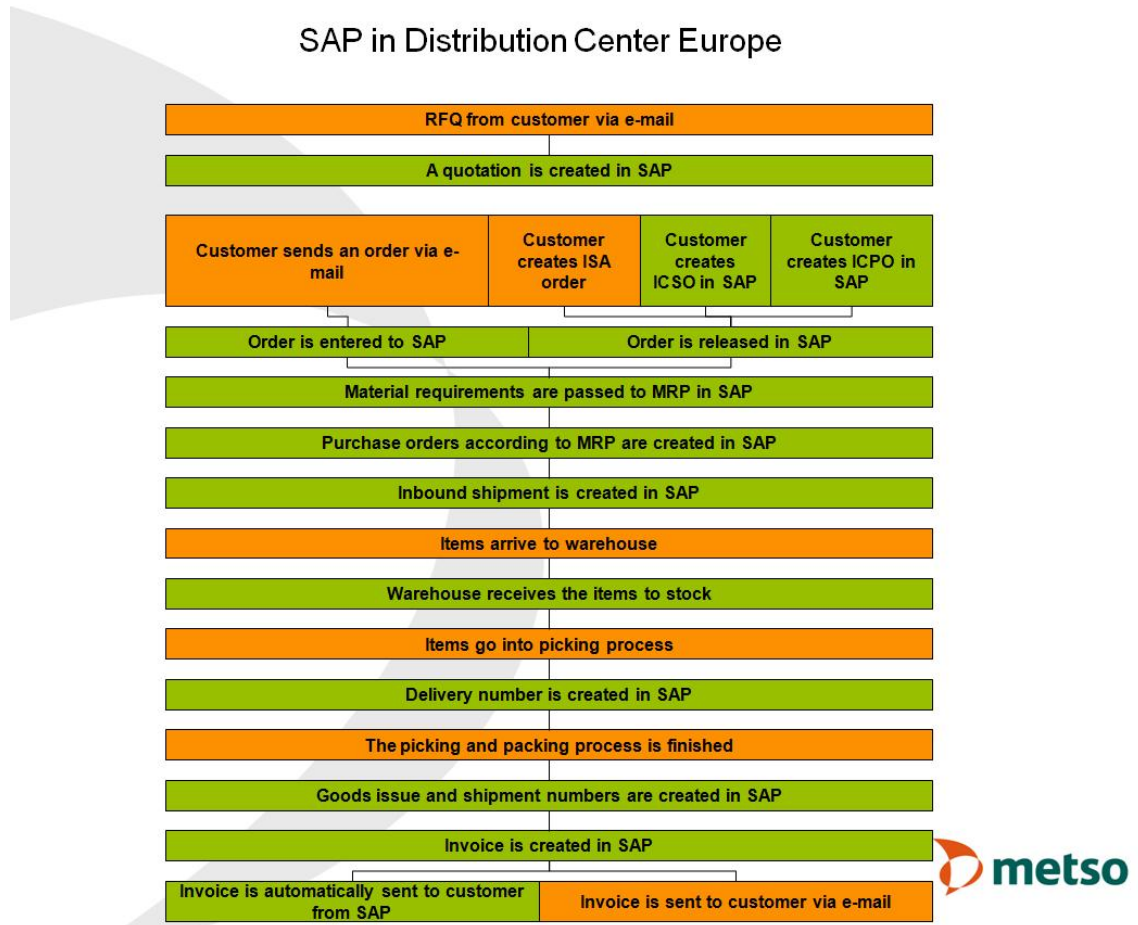 SAP in Distribution Center Europe
RFQ from customer via e-mail
A quotation is created in SAP
Customer sends an order via e-
mail
Customer
creates ISA
order
Customer
creates
ICSO in SAP
Customer
creates ICPO in
SAP
Order is entered to SAP
Order is released in SAP
Material requirements are passed to MRP in SAP
Purchase orders according to MRP are created in SAP
Inbound shipment is created in SAP
Items arrive to warehouse
Warehouse receives the items to stock
Items go into picking process
Delivery number is created in SAP
The picking and packing process is finished
Goods issue and shipment numbers are created in SAP
Invoice is created in SAP
Invoice is automatically sent to customer
from SAP
Invoice is sent to customer via e-mail
metso